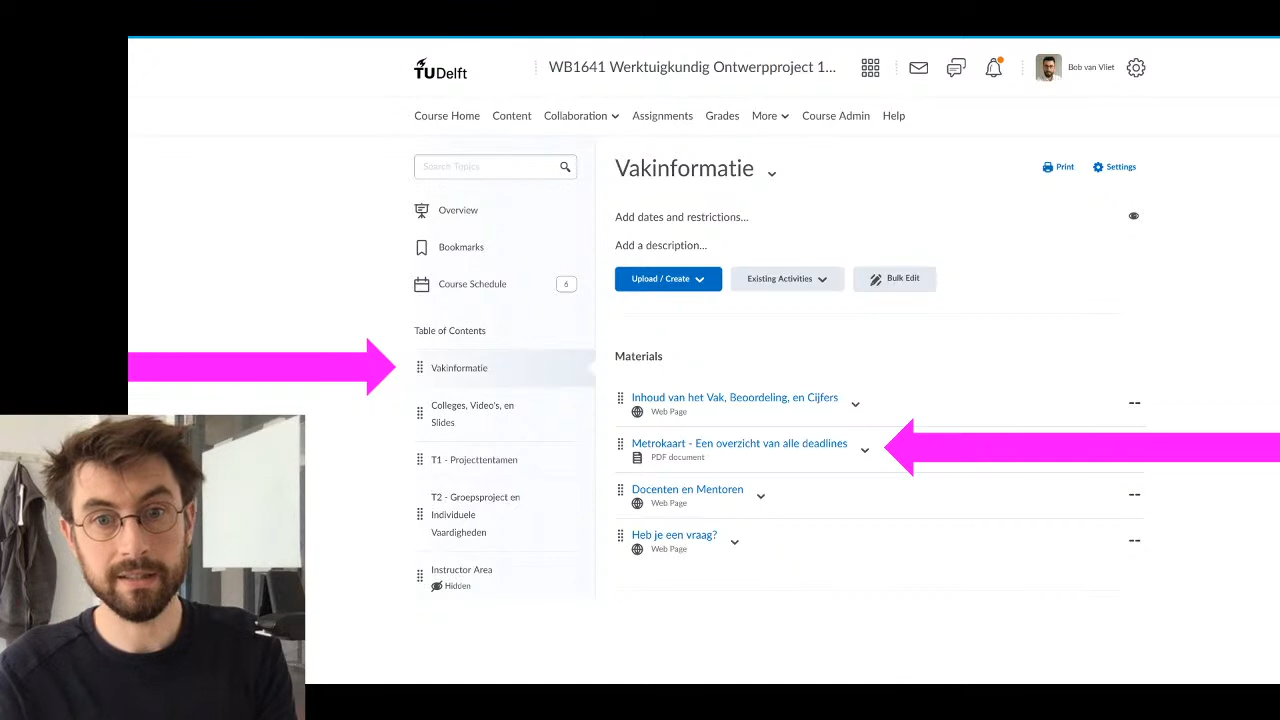 TUDelft
WB1641 Werktuigkundig Ontwerpproject 1...
Bob van Vliet
Course Home
Content
Collaboration
Assignments
Grades
More
Course Admin
Help
Search Topics
Overview
Bookmarks
Course Schedule
6
Table of Contents
Vakinformatie
Colleges, Video's, en
Slides
T1 - Projecttentamen
T2 - Groepsproject en
Individuele
Vaardigheden
Instructor Area
Hidden
Vakinformatie
Print
Settings
Add dates and restrictions...
Add a description...
Upload / Create
Existing Activities
Bulk Edit
Materials
Inhoud van het Vak, Beoordeling, en Cijfers
Web Page
Metrokaart - Een overzicht van alle deadlines
PDF document
Docenten en Mentoren
Web Page
Heb je een vraag?
Web Page